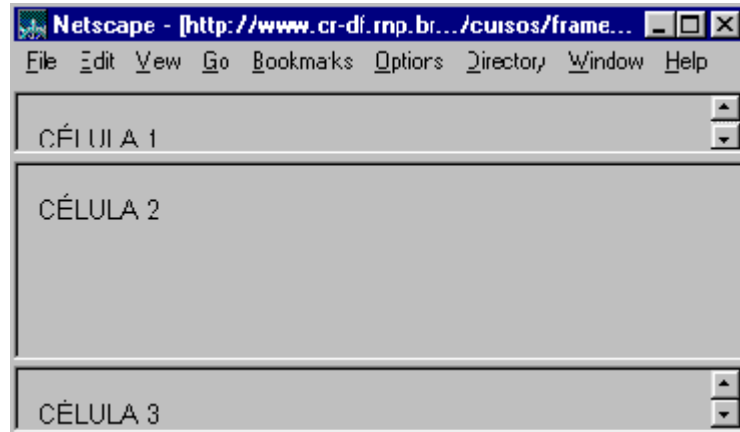 Netscape - [http://www.cr-df.rnp.br.../cursos/frame...
File Edit View Go Bookmarks Options Directory Window Help
CÉLULA 1
CÉLULA 2
CÉLULA 3